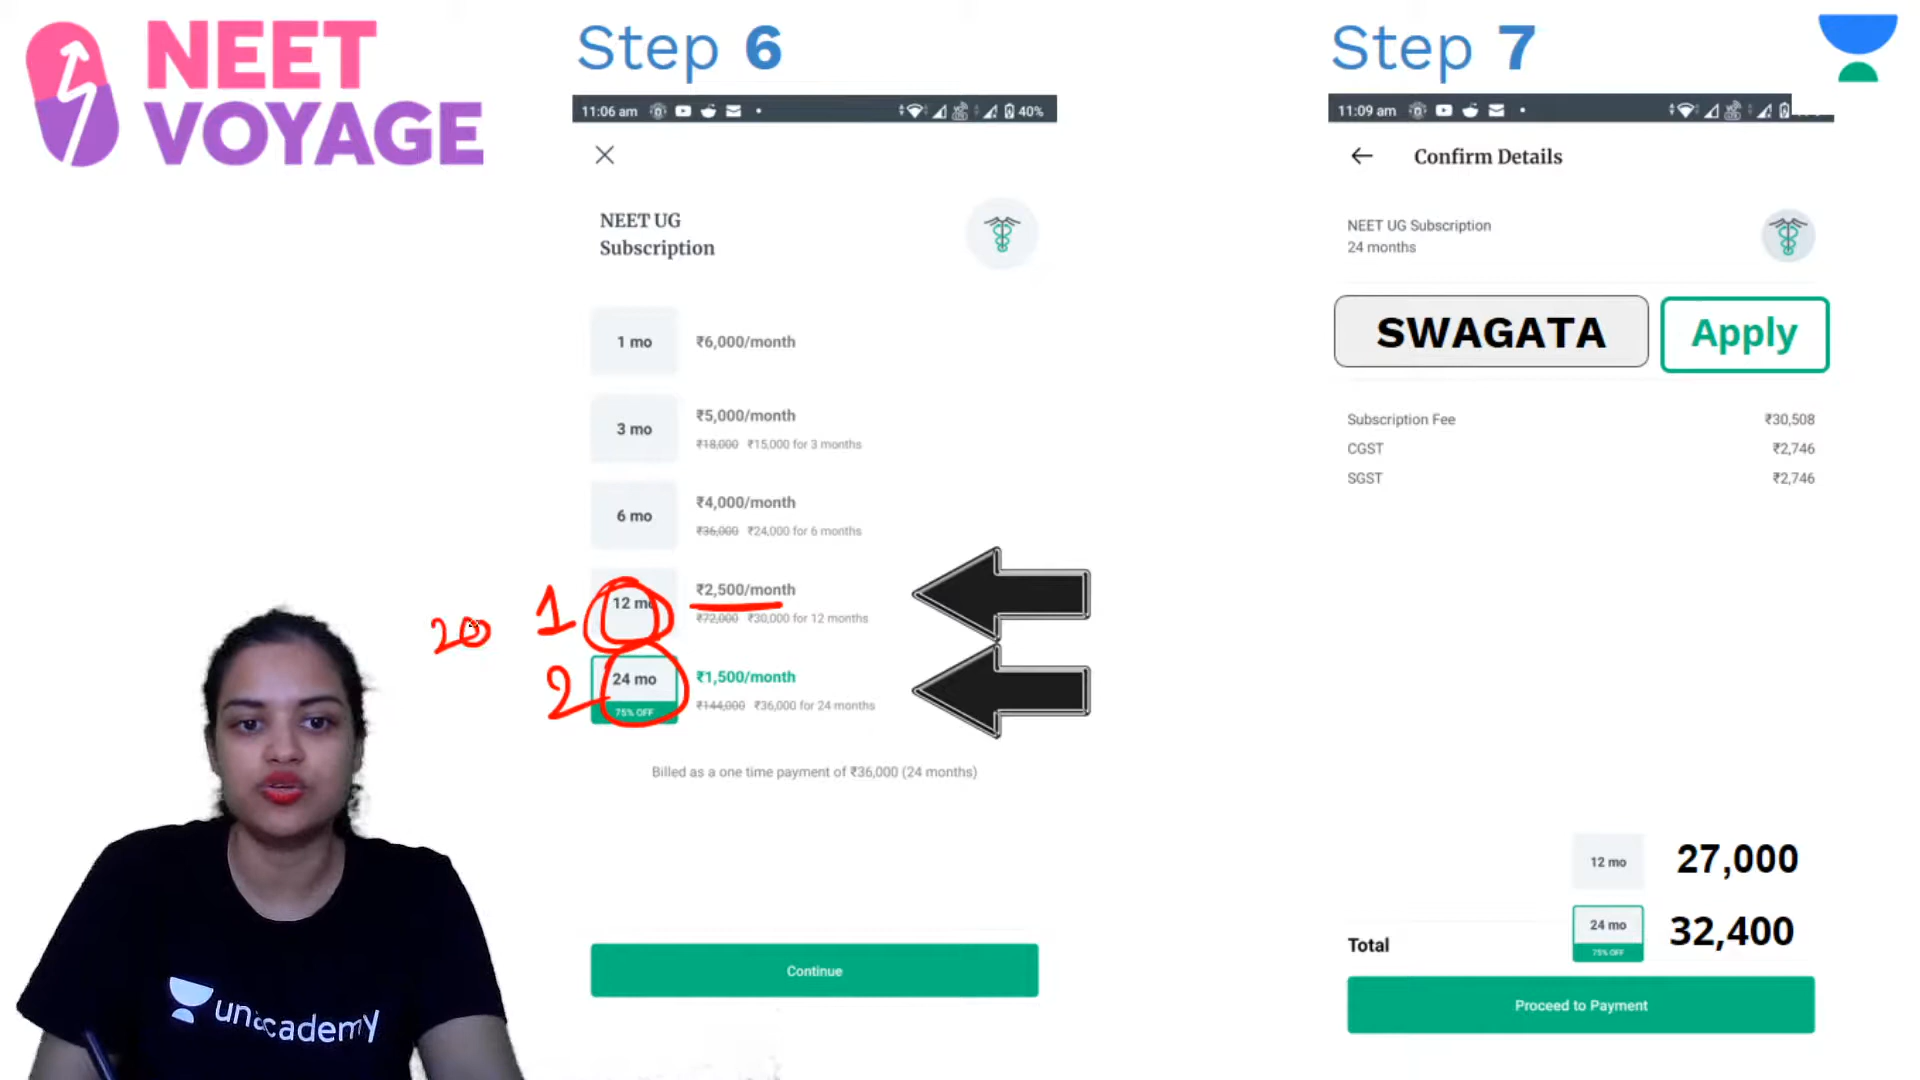 NEET
VOYAGE
Step 6
11:06 am
40%
NEET UG
Subscription
1 mo ₹6,000/month
3 mo ₹5,000/month
₹18,000 ₹15,000 for 3 months
6 mo ₹4,000/month
₹36,000 ₹24,000 for 6 months
20 1 12 mo ₹2,500/month
₹72,000 ₹30,000 for 12 months
2 24 mo ₹1,500/month
75% OFF ₹144,000 ₹36,000 for 24 months
Billed as a one time payment of ₹36,000 (24 months)
Continue
Step 7
11:09 am
Confirm Details
NEET UG Subscription
24 months
SWAGATA Apply
Subscription Fee ₹30,508
CGST ₹2,746
SGST ₹2,746
12 mo 27,000
Total 24 mo 32,400
75% OFF
Proceed to Payment
unacademy